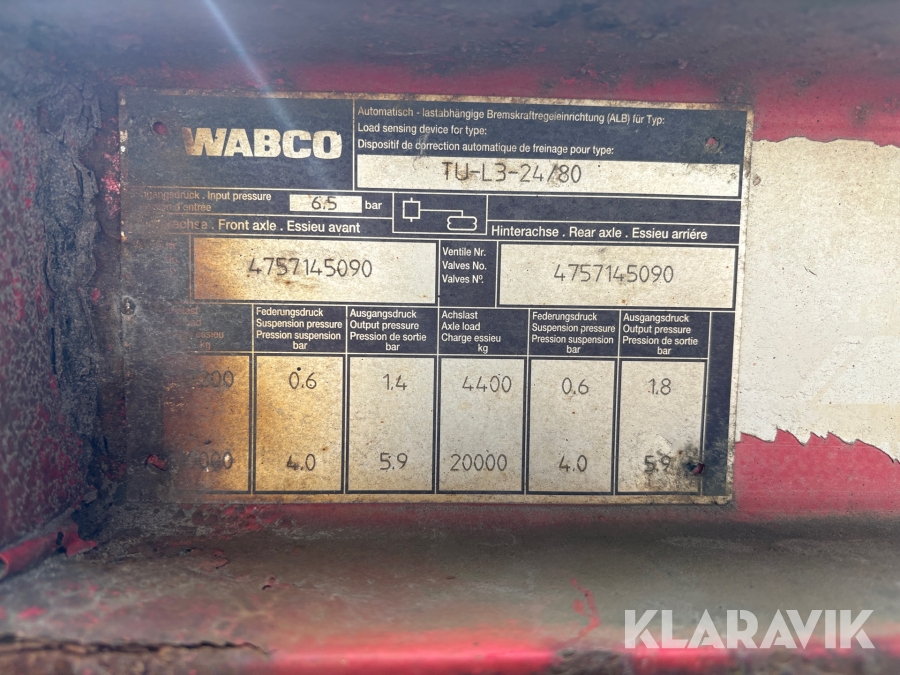 WABCO
Automatisch - lastabhängige Bremskraftregeleinrichtung (ALB) für Typ:
Load sensing device for type:
Dispositif de correction automatique de freinage pour type:
TU-L3-24/80
Input pressure
d'entrée
6,5 bar
Front axle . Essieu avant
Hinterachse . Rear axle . Essieu arriére
4757145090
Ventile Nr.
Valves No.
Valves Nº.
4757145090
essieu
kg
Federungsdruck
Suspension pressure
Pression suspension
bar
Ausgangsdruck
Output pressure
Pression de sortie
bar
Achslast
Axle load
Charge essieu
kg
Federungsdruck
Suspension pressure
Pression suspension
bar
Ausgangsdruck
Output pressure
Pression de sortie
bar
0.6 1.4 4400 0.6 1.8
4.0 5.9 20000 4.0 5.9
KLARAVIK